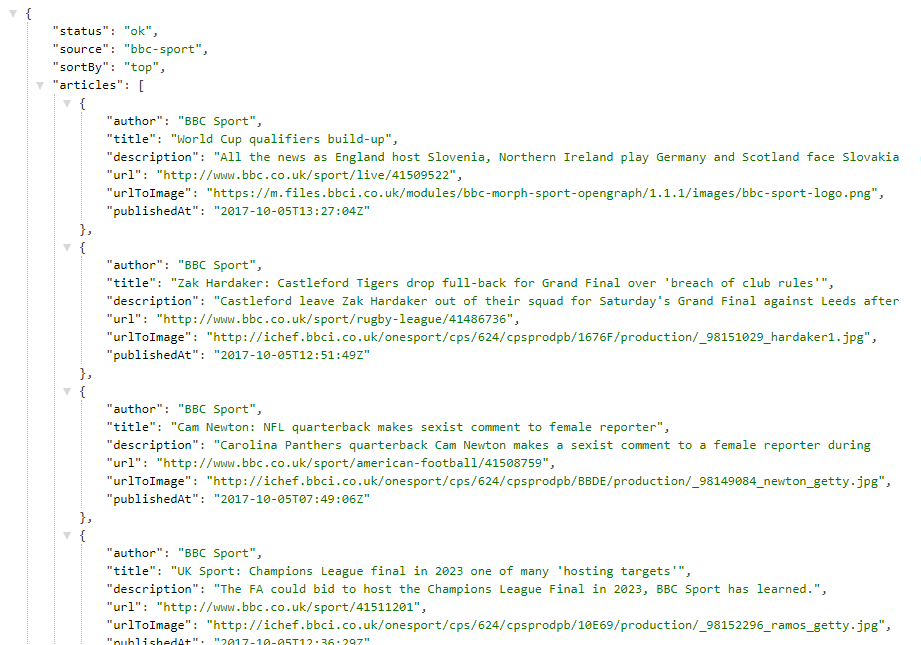 {
"status": "ok",
"source": "bbc-sport",
"sortBy": "top",
"articles": [
{
"author": "BBC Sport",
"title": "World Cup qualifiers build-up",
"description": "All the news as England host Slovenia, Northern Ireland play Germany and Scotland face Slovakia
"url": "http://www.bbc.co.uk/sport/live/41509522",
"urlToImage": "https://m.files.bbci.co.uk/modules/bbc-morph-sport-opengraph/1.1.1/images/bbc-sport-logo.png",
"publishedAt": "2017-10-05T13:27:04Z"
},
{
"author": "BBC Sport",
"title": "Zak Hardaker: Castleford Tigers drop full-back for Grand Final over 'breach of club rules'",
"description": "Castleford leave Zak Hardaker out of their squad for Saturday's Grand Final against Leeds after
"url": "http://www.bbc.co.uk/sport/rugby-league/41486736",
"urlToImage": "http://ichef.bbci.co.uk/onesport/cps/624/cpsprodpb/1676F/production/_98151029_hardaker1.jpg",
"publishedAt": "2017-10-05T12:51:49Z"
},
{
"author": "BBC Sport",
"title": "Cam Newton: NFL quarterback makes sexist comment to female reporter",
"description": "Carolina Panthers quarterback Cam Newton makes a sexist comment to a female reporter during
"url": "http://www.bbc.co.uk/sport/american-football/41508759",
"urlToImage": "http://ichef.bbci.co.uk/onesport/cps/624/cpsprodpb/BBDE/production/_98149084_newton_getty.jpg",
"publishedAt": "2017-10-05T07:49:06Z"
},
{
"author": "BBC Sport",
"title": "UK Sport: Champions League final in 2023 one of many 'hosting targets'",
"description": "The FA could bid to host the Champions League Final in 2023, BBC Sport has learned.",
"url": "http://www.bbc.co.uk/sport/41511201",
"urlToImage": "http://ichef.bbci.co.uk/onesport/cps/624/cpsprodpb/10E69/production/_98152296_ramos_getty.jpg",
"publishedAt": "2017-10-05T12:36:29Z"